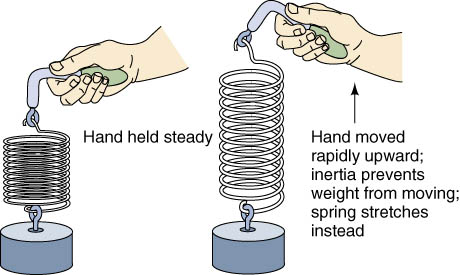 Hand held steady
Hand moved
rapidly upward;
inertia prevents
weight from moving;
spring stretches
instead